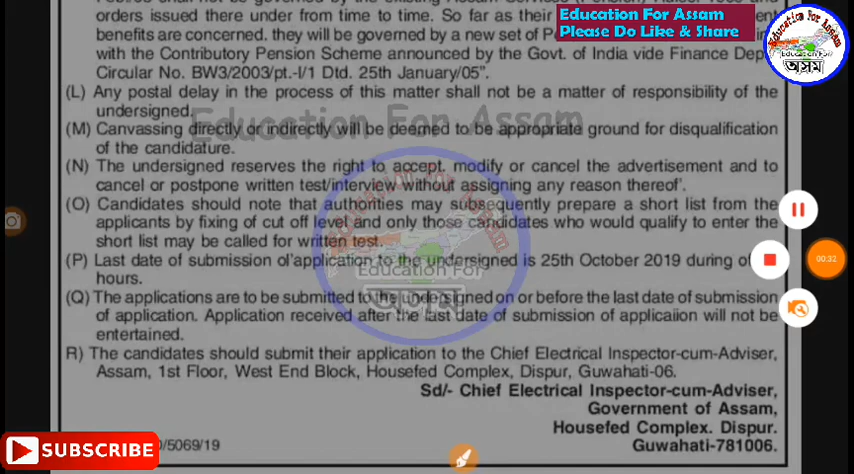 Education For Assam
Please Do Like & Share
Education For Assam
অসম
orders issued there under from time to time. So far as their
benefits are concerned. they will be governed by a new set of
with the Contributory Pension Scheme announced by the Govt. of India vide Finance
Circular No. BW3/2003/pt.-I/1 Dtd. 25th January/05".
(L) Any postal delay in the process of this matter shall not be a matter of responsibility of the
undersigned.
Education For Assam
(M) Canvassing directly or indirectly will be deemed to be appropriate ground for disqualification
of the candidature.
(N) The undersigned reserves the right to accept, modify or cancel the advertisement and to
cancel or postpone written test/interview without assigning any reason thereof'.
(O) Candidates should note that authorities may subsequently prepare a short list from the
applicants by fixing of cut off level and only those candidates who would qualify to enter the
short list may be called for written test.
(P) Last date of submission of application to the undersigned is 25th October 2019 during
hours.
00:31
Education For
অসম
(Q) The applications are to be submitted to the undesigned on or before the last date of submission
of application. Application received after the last date of submission of applicaiion will not be
entertained.
R) The candidates should submit their application to the Chief Electrical Inspector-cum-Adviser,
Assam, 1st Floor, West End Block, Housefed Complex, Dispur, Guwahati-06.
Sd/- Chief Electrical Inspector-cum-Adviser,
Government of Assam,
Housefed Complex. Dispur.
Guwahati-781006.
SUBSCRIBE
/5069/19